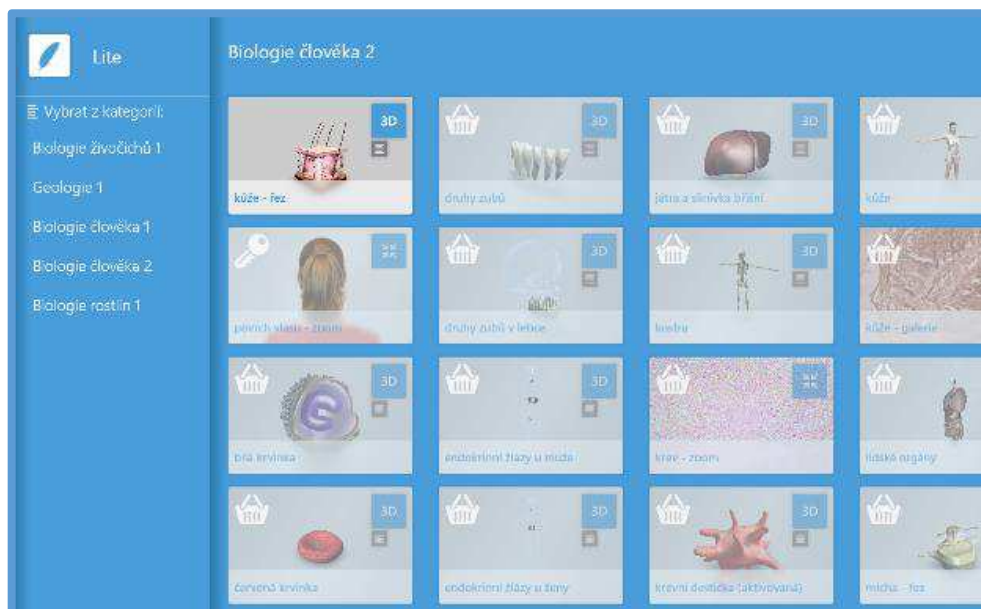 Lite
Biologie člověka 2
Vybrat z kategorií:
Biologie živočichů 1
Geologie 1
Biologie člověka 1
Biologie člověka 2
Biologie rostlin 1
3D
kůže - řez
3D
druhy zubů
3D
játra a slinivka břišní
kůže
povrch vlasu - zoom
3D
druhy zubů v lebce
3D
kostra
kůže - galerie
3D
bílá krvinka
3D
endokrinní žlázy u muže
krev - zoom
lidské orgány
3D
červená krvinka
3D
endokrinní žlázy u ženy
3D
krevní destička (aktivovaná)
mícha - řez